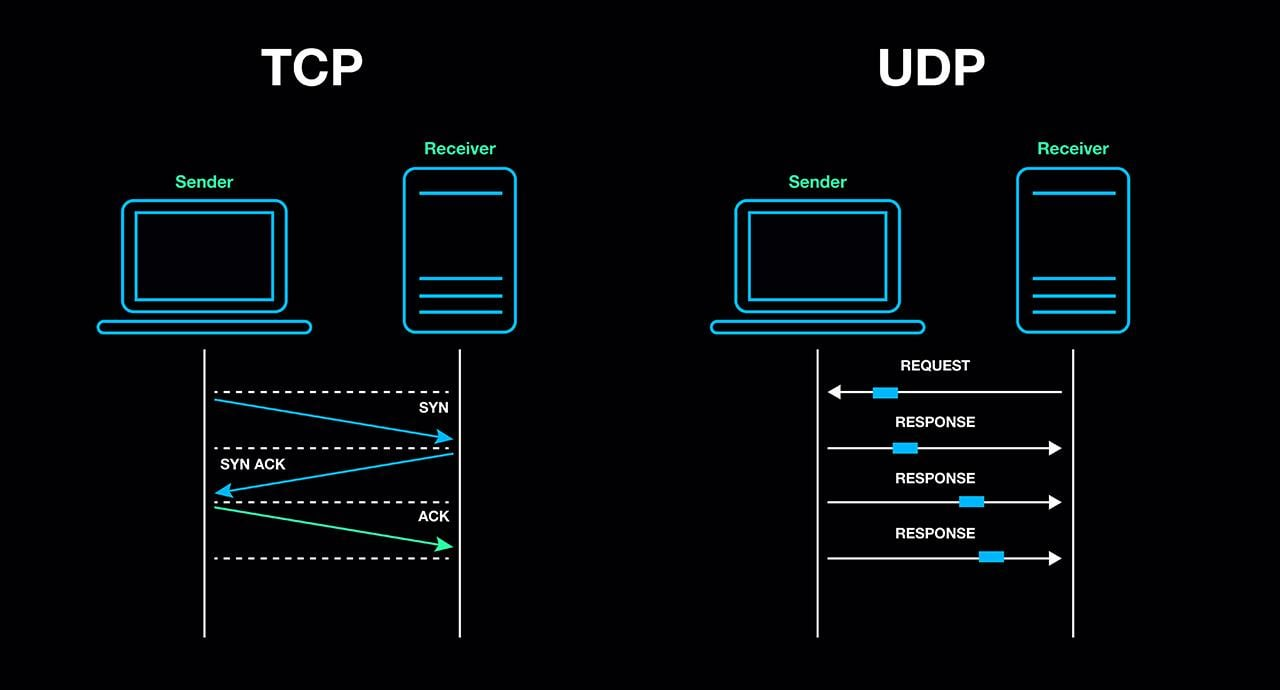 TCP
Sender
Receiver
SYN
SYN ACK
ACK
UDP
Sender
Receiver
REQUEST
RESPONSE
RESPONSE
RESPONSE